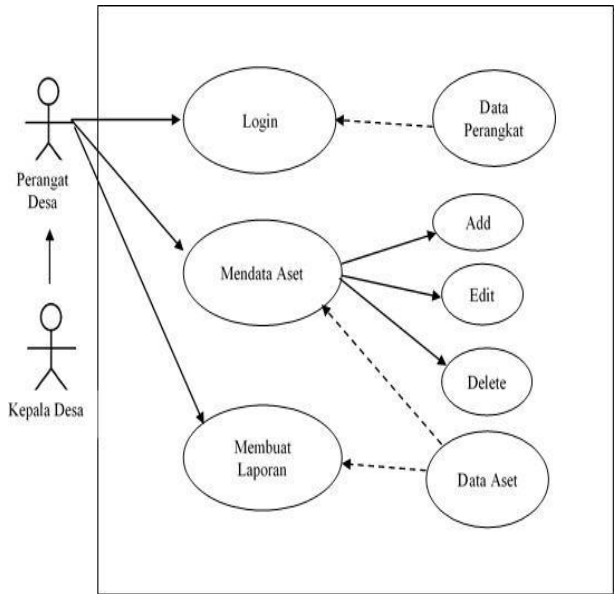 Login
Data
Perangkat
Perangat
Desa
Add
Mendata Aset
Edit
Delete
Kepala Desa
Membuat
Laporan
Data Aset